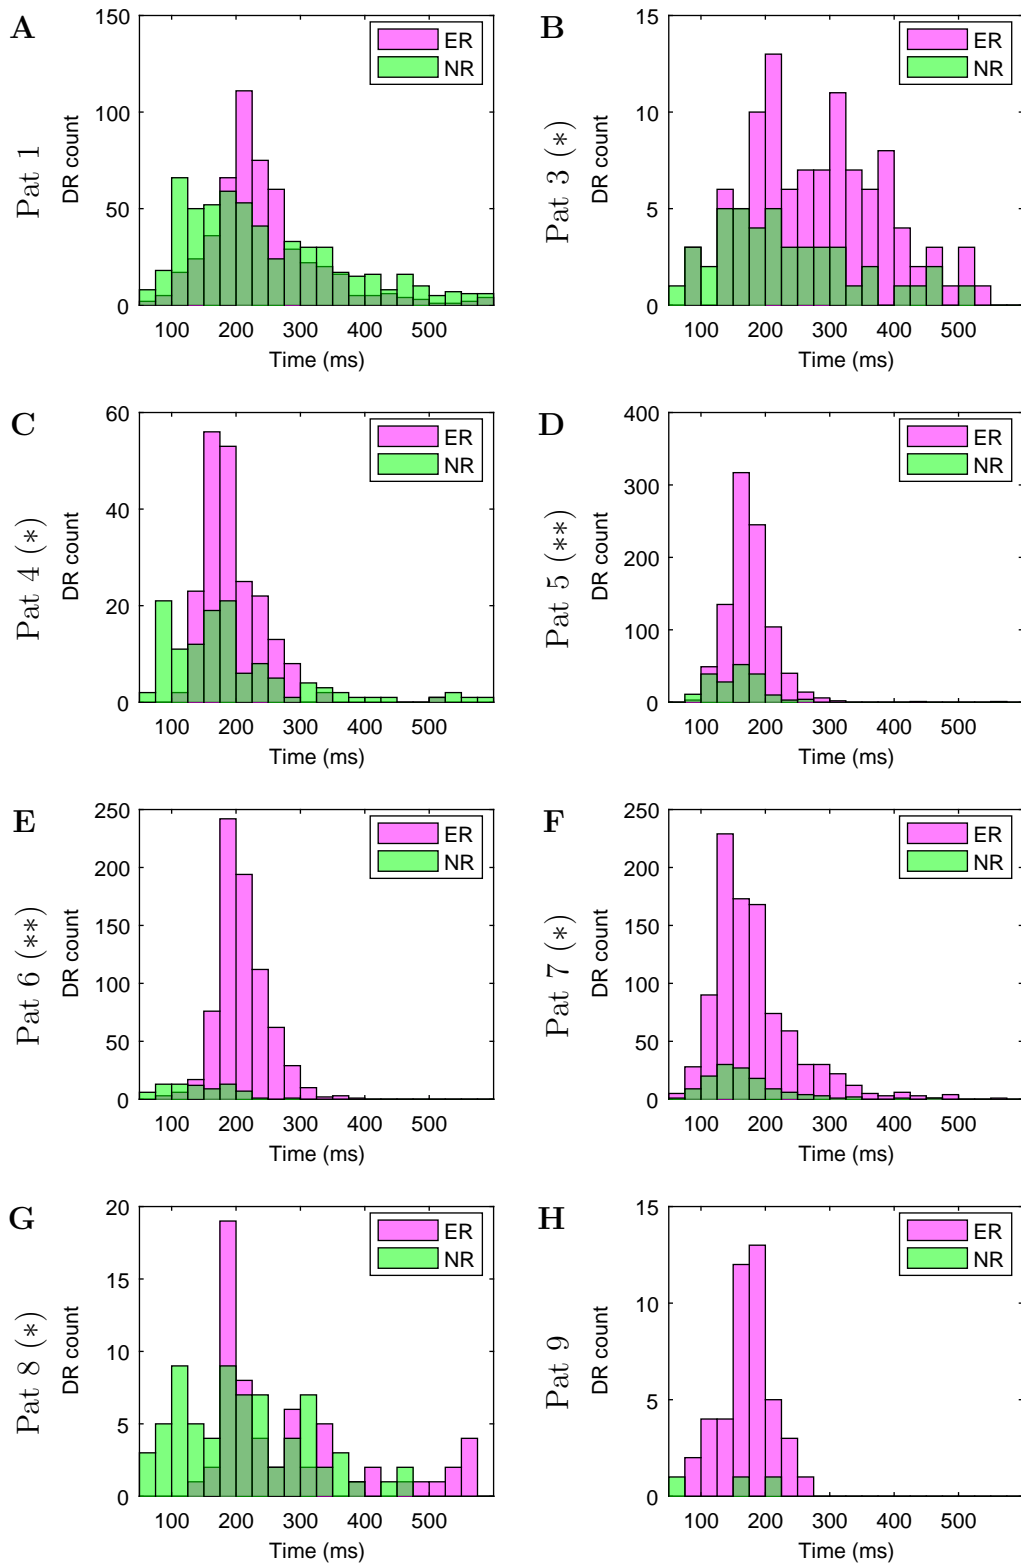 A
Pat 1
DR count
150
100
50
0
100 200 300 400 500
Time (ms)
ER
NR
B
Pat 3 (*)
DR count
15
10
5
0
100 200 300 400 500
Time (ms)
ER
NR
C
Pat 4 (*)
DR count
60
40
20
0
100 200 300 400 500
Time (ms)
ER
NR
D
Pat 5 (**)
DR count
400
300
200
100
0
100 200 300 400 500
Time (ms)
ER
NR
E
Pat 6 (**)
DR count
250
200
150
100
50
0
100 200 300 400 500
Time (ms)
ER
NR
F
Pat 7 (*)
DR count
250
200
150
100
50
0
100 200 300 400 500
Time (ms)
ER
NR
G
Pat 8 (*)
DR count
20
15
10
5
0
100 200 300 400 500
Time (ms)
ER
NR
H
Pat 9
DR count
15
10
5
0
100 200 300 400 500
Time (ms)
ER
NR